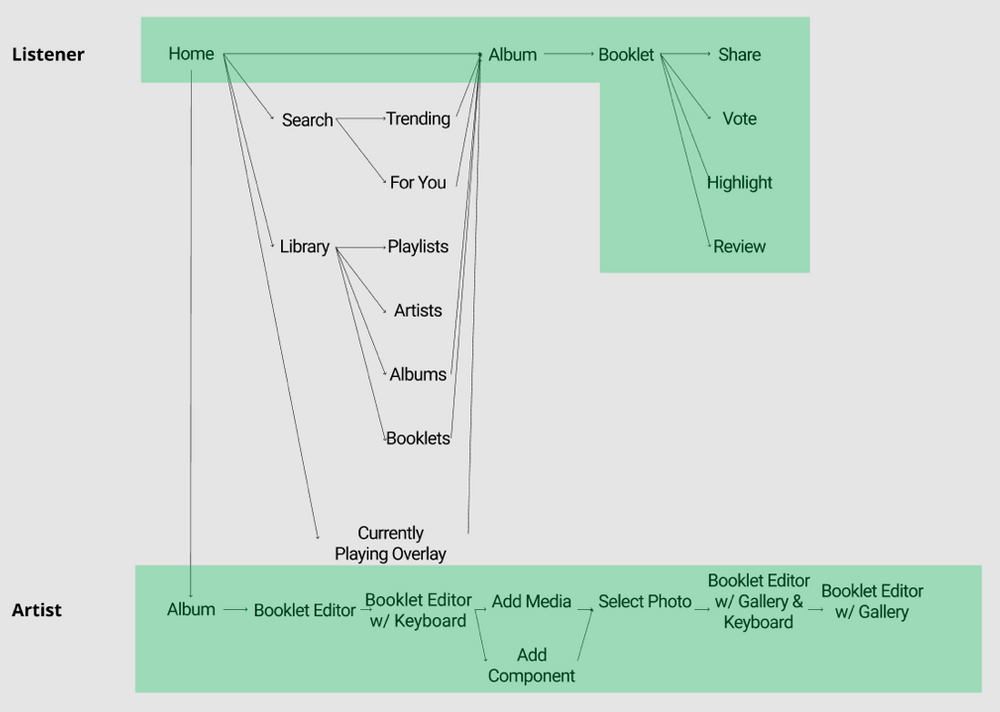 Listener
Home
Album
Booklet
Share
Search
Trending
Vote
For You
Highlight
Library
Playlists
Review
Artists
Albums
Booklets
Currently
Playing Overlay
Artist
Album
Booklet Editor
Booklet Editor
w/ Keyboard
Add Media
Select Photo
Booklet Editor
w/ Gallery &
Keyboard
Booklet Editor
w/ Gallery
Add
Component